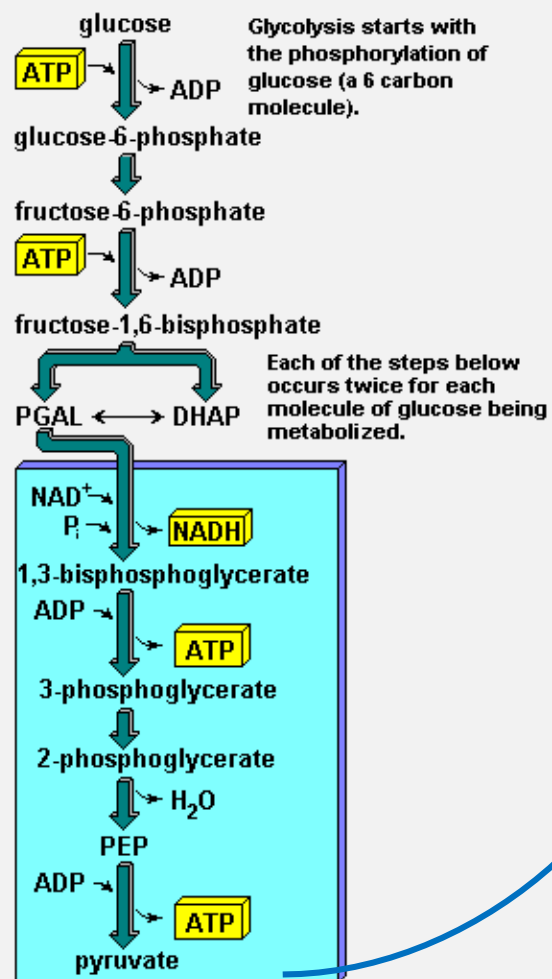 glucose
Glycolysis starts with
the phosphorylation of
glucose (a 6 carbon
molecule).
ATP
ADP
glucose-6-phosphate
fructose-6-phosphate
ATP
ADP
fructose-1,6-bisphosphate
Each of the steps below
occurs twice for each
molecule of glucose being
metabolized.
PGAL DHAP
NAD⁺
Pᵢ
NADH
1,3-bisphosphoglycerate
ADP
ATP
3-phosphoglycerate
2-phosphoglycerate
H₂O
PEP
ADP
ATP
pyruvate